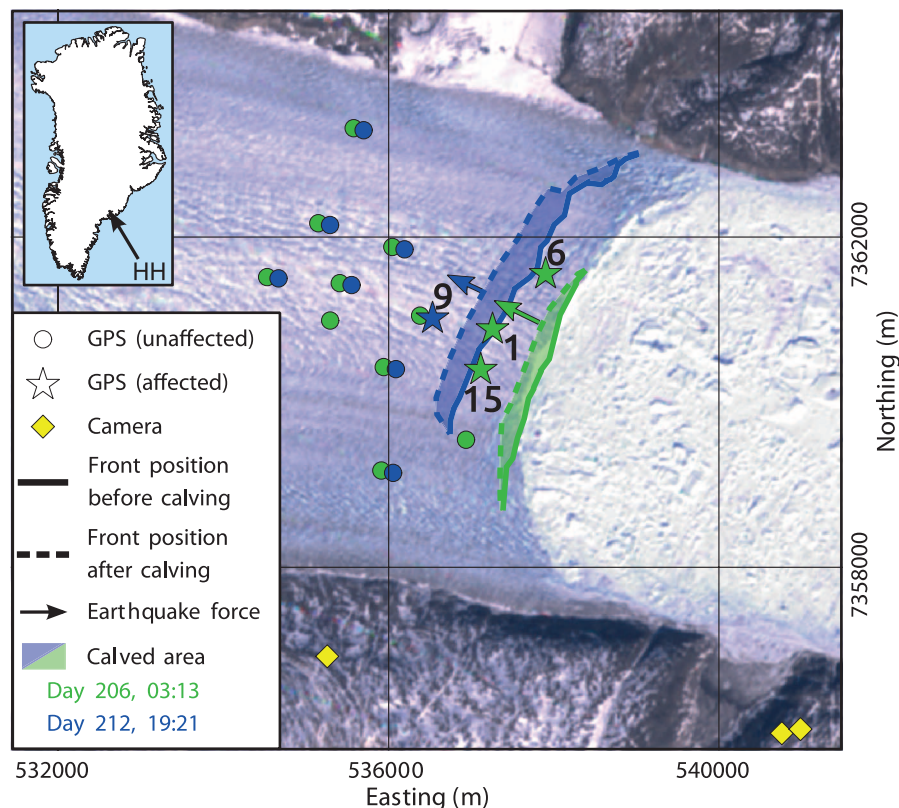 HH
6
9
1
15
GPS (unaffected)
GPS (affected)
Camera
Front position
before calving
Front position
after calving
Earthquake force
Calved area
Day 206, 03:13
Day 212, 19:21
7362000
7358000
Northing (m)
532000
536000
540000
Easting (m)